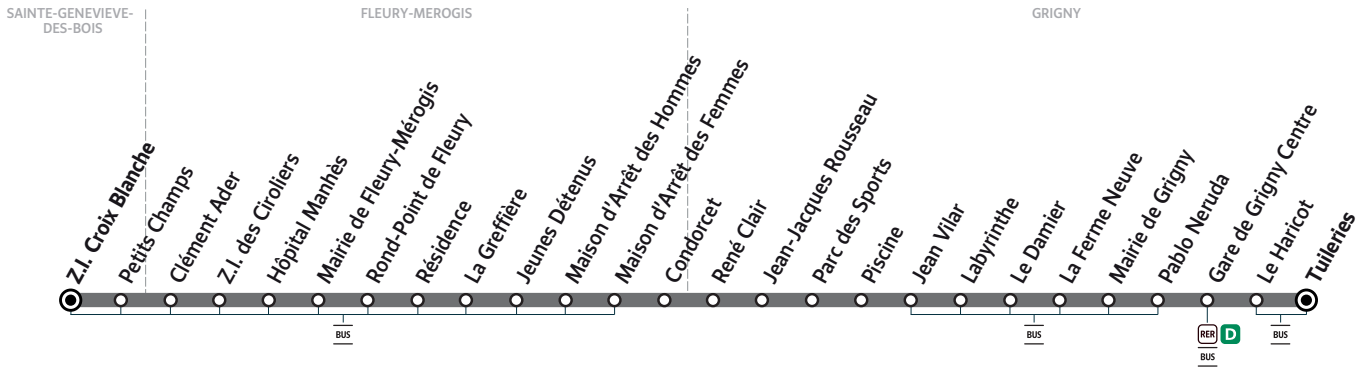 SAINTE-GENEVIEVE-
DES-BOIS
FLEURY-MEROGIS
GRIGNY
Z.I. Croix Blanche
Petits Champs
Clément Ader
Z.I. des Ciroliers
Hôpital Manhès
Mairie de Fleury-Mérogis
Rond-Point de Fleury
Résidence
La Greffière
Jeunes Détenus
Maison d'Arrêt des Hommes
Maison d'Arrêt des Femmes
Condorcet
René Clair
Jean-Jacques Rousseau
Parc des Sports
Piscine
Jean Vilar
Labyrinthe
Le Damier
La Ferme Neuve
Mairie de Grigny
Pablo Neruda
Gare de Grigny Centre
Le Haricot
Tuileries
BUS
BUS
RER D
BUS
BUS